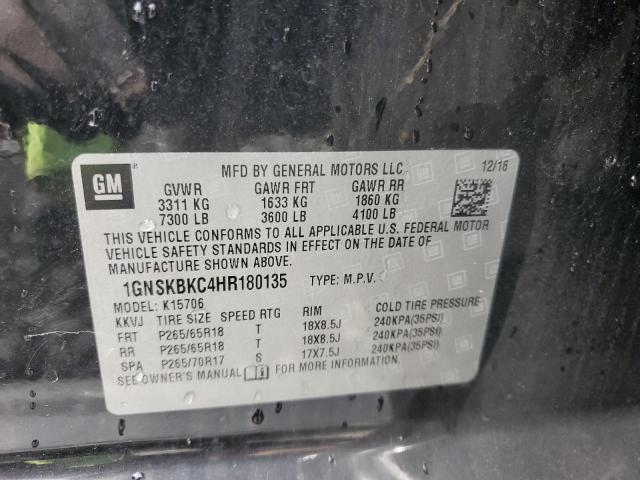 GM
MFD BY GENERAL MOTORS LLC 12/16
GVWR GAWR FRT GAWR RR
3311 KG 1633 KG 1860 KG
7300 LB 3600 LB 4100 LB
THIS VEHICLE CONFORMS TO ALL APPLICABLE U.S. FEDERAL MOTOR
VEHICLE SAFETY STANDARDS IN EFFECT ON THE DATE OF
MANUFACTURE SHOWN ABOVE.
1GNSKBKC4HR180135 TYPE: M.P.V.
MODEL: K15706
KKVJ TIRE SIZE SPEED RTG RIM COLD TIRE PRESSURE
FRT P265/65R18 T 18X8.5J 240KPA(35PSI)
RR P265/65R18 T 18X8.5J 240KPA(35PSI)
SPA P265/70R17 S 17X7.5J 240KPA(35PSI)
SEE OWNER'S MANUAL FOR MORE INFORMATION.